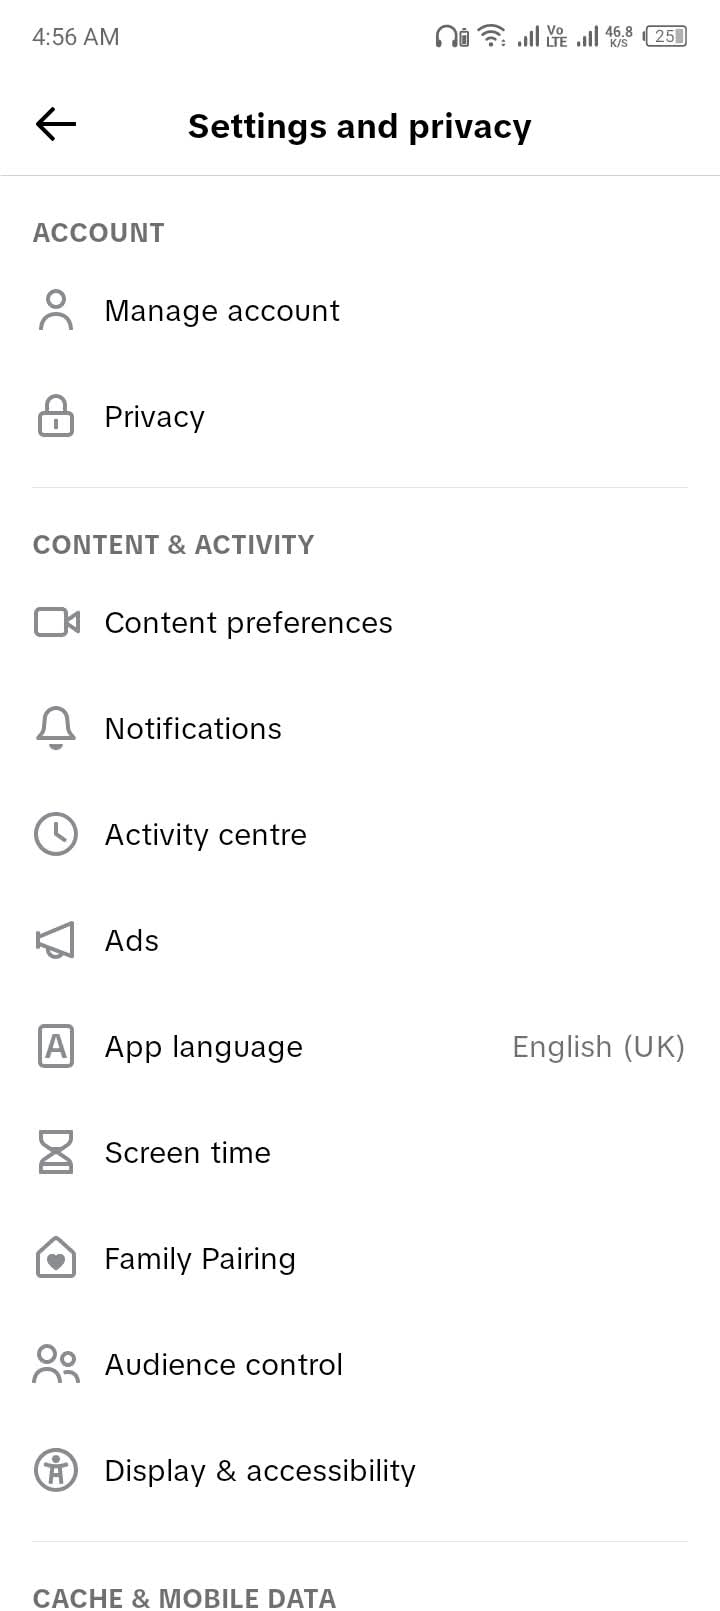 4:56 AM Vo LTE 46.8 K/S 25
Settings and privacy
ACCOUNT
Manage account
Privacy
CONTENT & ACTIVITY
Content preferences
Notifications
Activity centre
Ads
App language English (UK)
Screen time
Family Pairing
Audience control
Display & accessibility
CACHE & MOBILE DATA